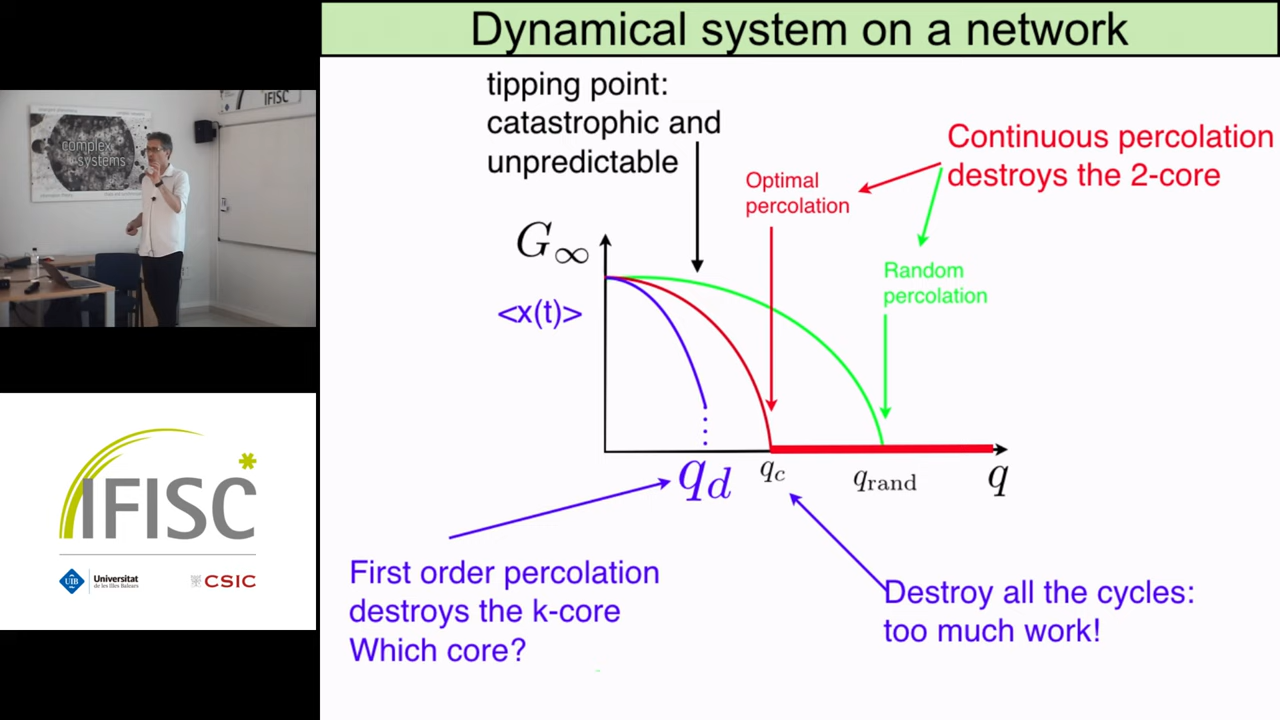 Dynamical system on a network
tipping point:
catastrophic and
unpredictable
Continuous percolation
destroys the 2-core
Optimal
percolation
Random
percolation
G∞
<x(t)>
q_d
q_c
q_rand
q
First order percolation
destroys the k-core
Which core?
Destroy all the cycles:
too much work!
IFISC
complex
systems
IFISC*
UIB
Universitat
de les Illes Balears
CSIC